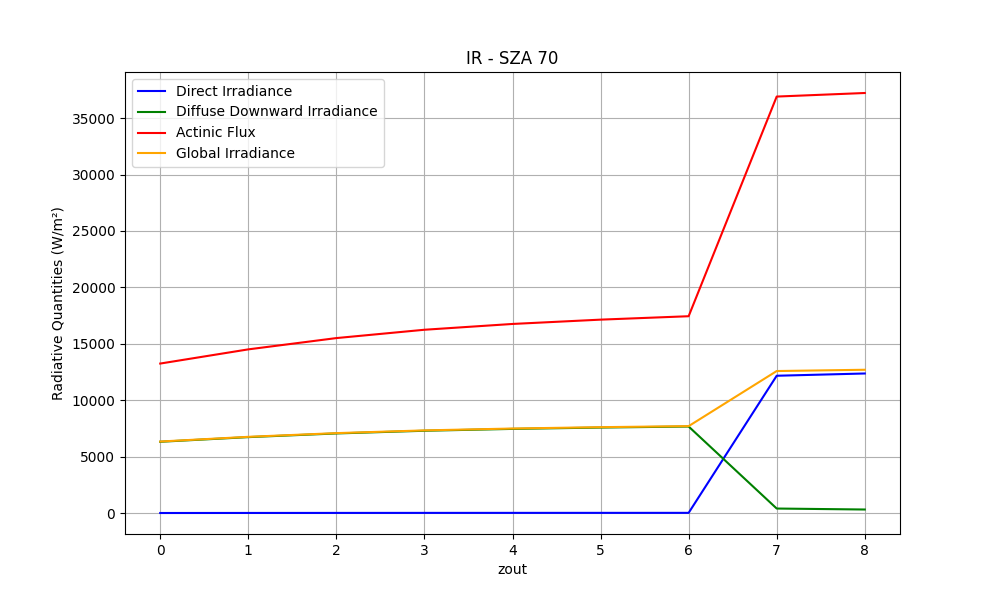 IR - SZA 70
Direct Irradiance
Diffuse Downward Irradiance
Actinic Flux
Global Irradiance
Radiative Quantities (W/m²)
35000
30000
25000
20000
15000
10000
5000
0
0 1 2 3 4 5 6 7 8
zout